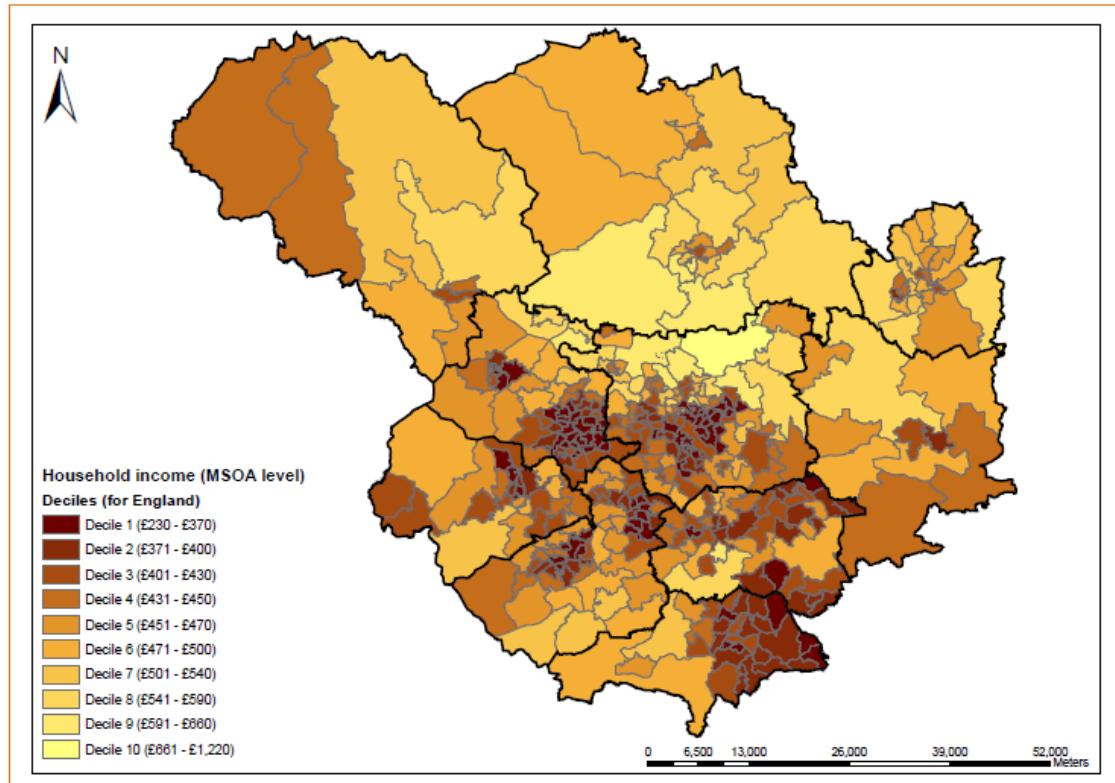 N
Household income (MSOA level)
Deciles (for England)
Decile 1 (£230 - £370)
Decile 2 (£371 - £400)
Decile 3 (£401 - £430)
Decile 4 (£431 - £450)
Decile 5 (£451 - £470)
Decile 6 (£471 - £500)
Decile 7 (£501 - £540)
Decile 8 (£541 - £590)
Decile 9 (£591 - £660)
Decile 10 (£661 - £1,220)
0 6,500 13,000 26,000 39,000 52,000
Meters